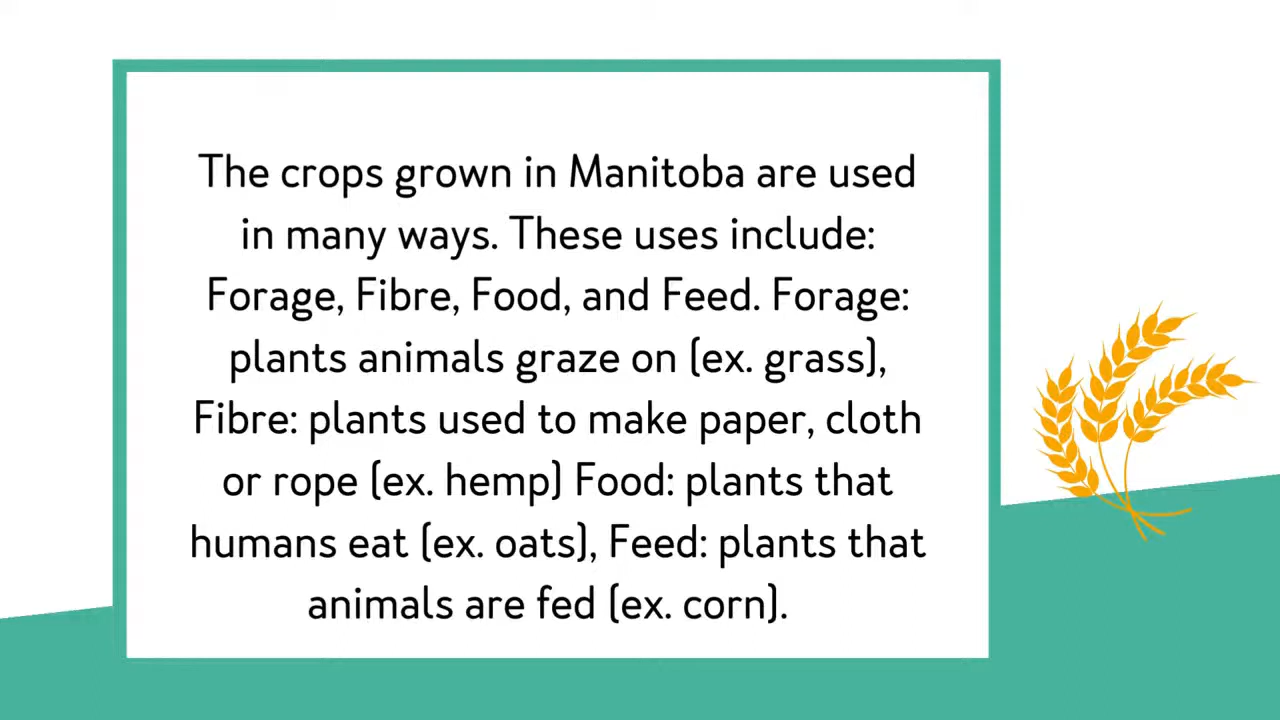 The crops grown in Manitoba are used
in many ways. These uses include:
Forage, Fibre, Food, and Feed. Forage:
plants animals graze on (ex. grass),
Fibre: plants used to make paper, cloth
or rope (ex. hemp) Food: plants that
humans eat (ex. oats), Feed: plants that
animals are fed (ex. corn).